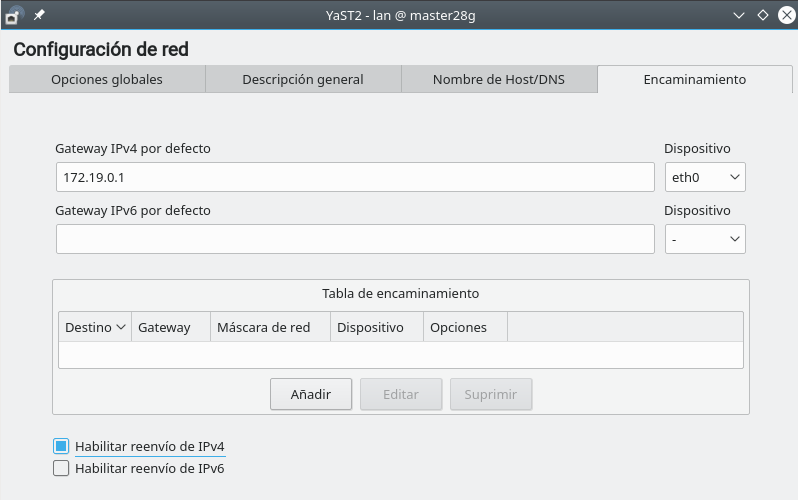 YaST2 - lan @ master28g
Configuración de red
Opciones globales Descripción general Nombre de Host/DNS Encaminamiento
Gateway IPv4 por defecto Dispositivo
172.19.0.1 eth0
Gateway IPv6 por defecto Dispositivo
-
Tabla de encaminamiento
Destino Gateway Máscara de red Dispositivo Opciones
Añadir Editar Suprimir
Habilitar reenvío de IPv4
Habilitar reenvío de IPv6